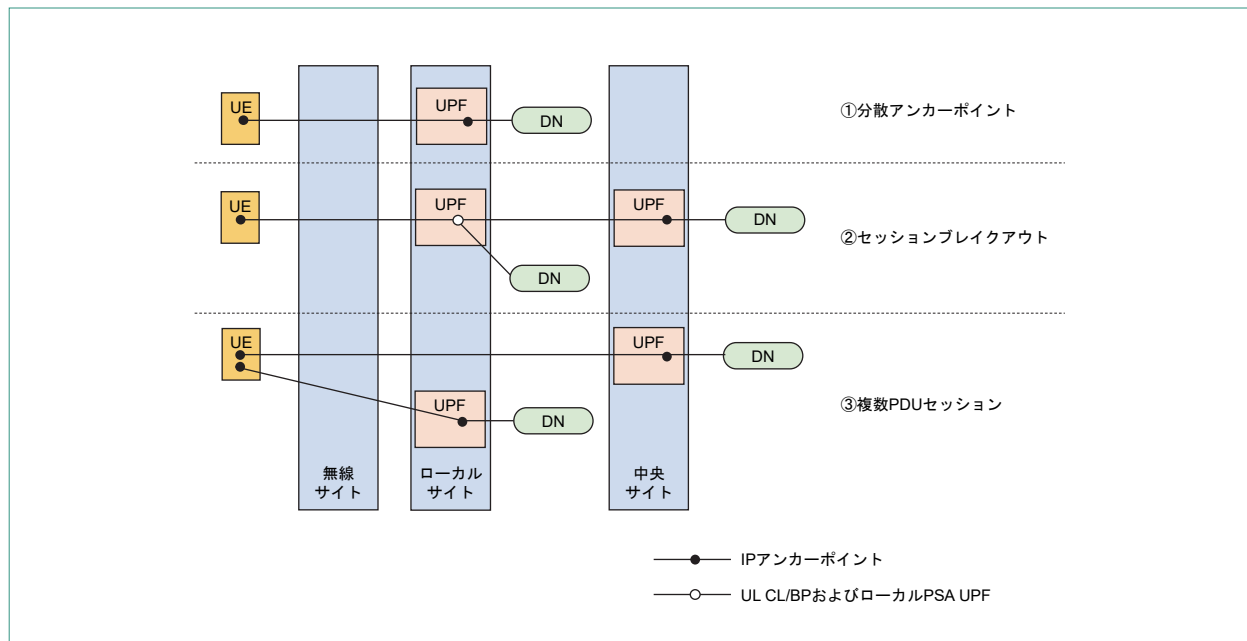 UE
UPF
DN
①分散アンカーポイント
UE
UPF
UPF
DN
②セッションブレイクアウト
DN
UE
UPF
DN
③複数PDUセッション
UPF
DN
無線
サイト
ローカル
サイト
中央
サイト
IPアンカーポイント
UL CL/BPおよびローカルPSA UPF